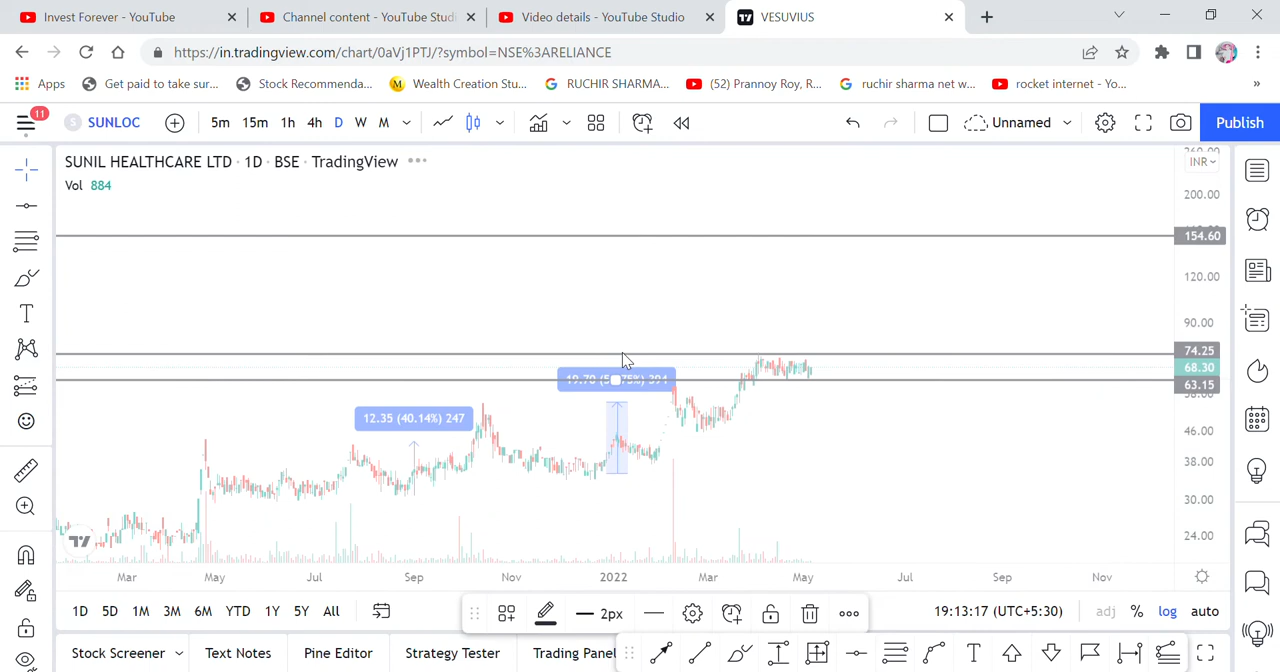 Invest Forever - YouTube
Channel content - YouTube Studi
Video details - YouTube Studio
VESUVIUS
https://in.tradingview.com/chart/0aVj1PTJ/?symbol=NSE%3ARELIANCE
Apps
Get paid to take sur...
Stock Recommenda...
M Wealth Creation Stu...
RUCHIR SHARMA...
(52) Prannoy Roy, R...
ruchir sharma net w...
rocket internet - Yo...
»
11
S SUNLOC
5m 15m 1h 4h D W M
Unnamed
Publish
SUNIL HEALTHCARE LTD · 1D · BSE · TradingView
INR
Vol 884
200.00
154.60
120.00
90.00
74.25
68.30
63.15
12.35 (40.14%) 247
46.00
38.00
30.00
24.00
Mar May Jul Sep Nov 2022 Mar May Jul Sep Nov
1D 5D 1M 3M 6M YTD 1Y 5Y All
2px
19:13:17 (UTC+5:30)
adj % log auto
Stock Screener
Text Notes
Pine Editor
Strategy Tester
Trading Panel